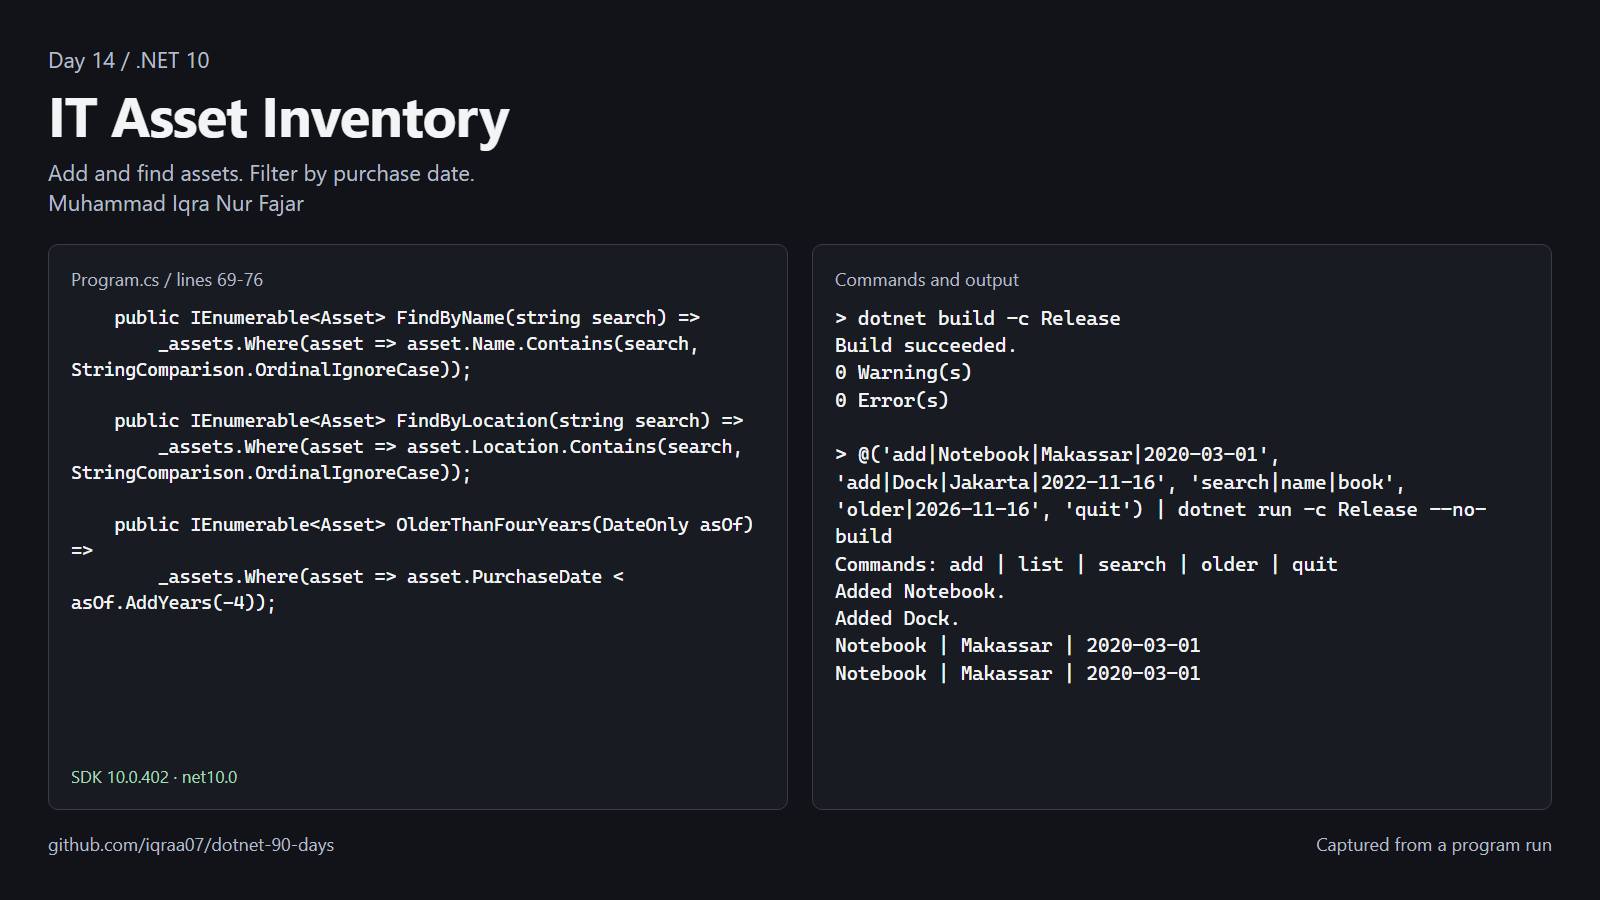 Day 14 / .NET 10
IT Asset Inventory
Add and find assets. Filter by purchase date.
Muhammad Iqra Nur Fajar
Program.cs / lines 69-76
public IEnumerable<Asset> FindByName(string search) =>
_assets.Where(asset => asset.Name.Contains(search,
StringComparison.OrdinalIgnoreCase));
public IEnumerable<Asset> FindByLocation(string search) =>
_assets.Where(asset => asset.Location.Contains(search,
StringComparison.OrdinalIgnoreCase));
public IEnumerable<Asset> OlderThanFourYears(DateOnly asOf)
=>
_assets.Where(asset => asset.PurchaseDate <
asOf.AddYears(-4));
SDK 10.0.402 · net10.0
Commands and output
> dotnet build -c Release
Build succeeded.
0 Warning(s)
0 Error(s)
> @('add|Notebook|Makassar|2020-03-01',
'add|Dock|Jakarta|2022-11-16', 'search|name|book',
'older|2026-11-16', 'quit') | dotnet run -c Release --no-
build
Commands: add | list | search | older | quit
Added Notebook.
Added Dock.
Notebook | Makassar | 2020-03-01
Notebook | Makassar | 2020-03-01
github.com/iqraa07/dotnet-90-days
Captured from a program run